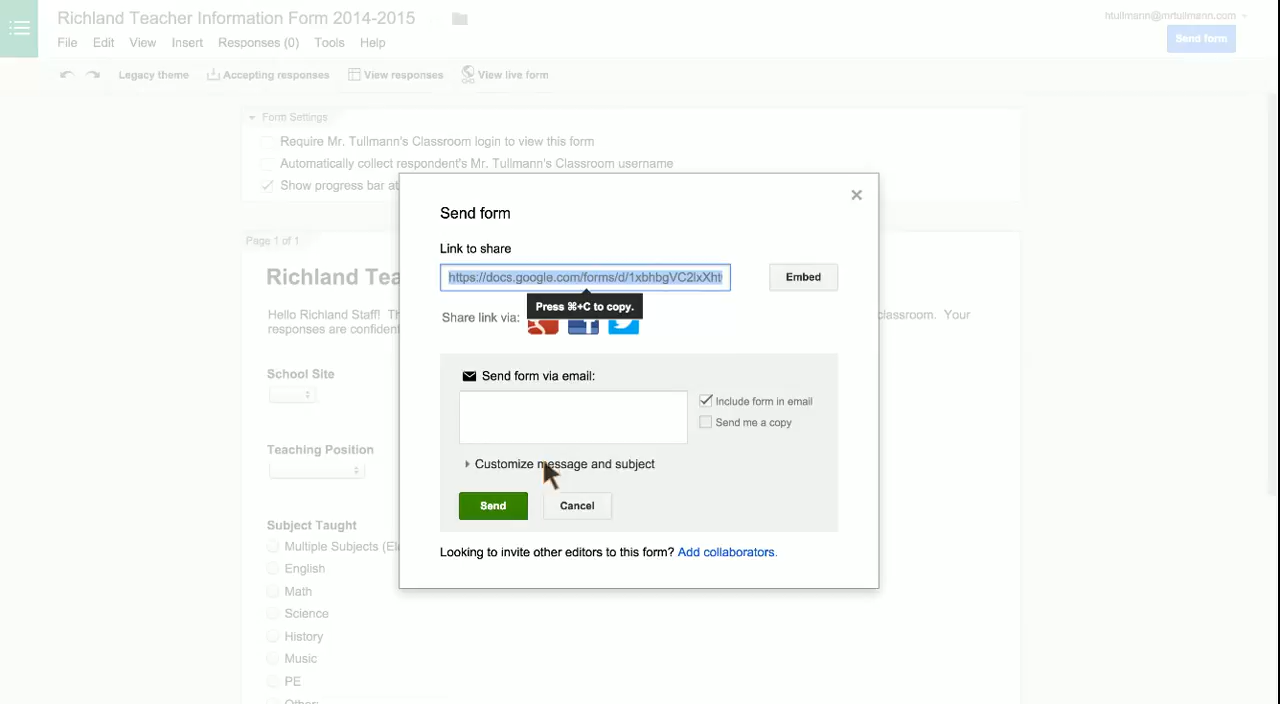 Richland Teacher Information Form 2014-2015
htullmann@mrtullmann.com
File Edit View Insert Responses (0) Tools Help
Send form
Legacy theme Accepting responses View responses View live form
Form Settings
Require Mr. Tullmann's Classroom login to view this form
Automatically collect respondent's Mr. Tullmann's Classroom username
Show progress bar at
Page 1 of 1
Richland Tea
Hello Richland Staff!
classroom. Your
responses are confident
School Site
Teaching Position
Subject Taught
Multiple Subjects (El
English
Math
Science
History
Music
PE
Other:
Send form
Link to share
https://docs.google.com/forms/d/1xbhbgVC2lxXht
Embed
Press ⌘+C to copy.
Share link via:
Send form via email:
Include form in email
Send me a copy
Customize message and subject
Send
Cancel
Looking to invite other editors to this form? Add collaborators.